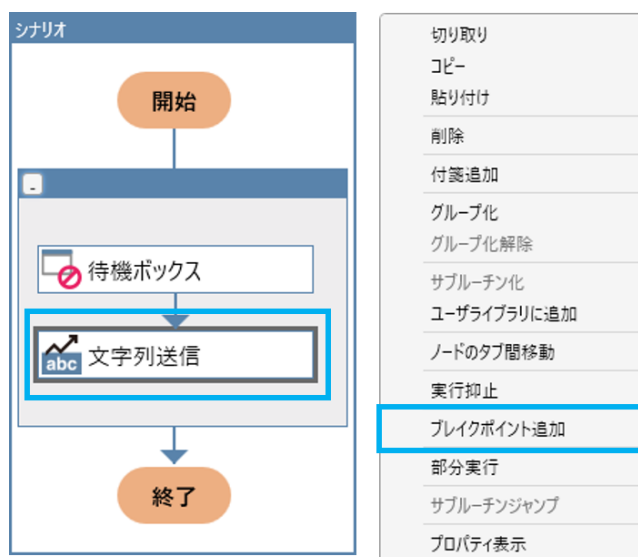 シナリオ
開始
-
待機ボックス
abc
文字列送信
終了
切り取り
コピー
貼り付け
削除
付箋追加
グループ化
グループ化解除
サブルーチン化
ユーザライブラリに追加
ノードのタブ間移動
実行抑止
ブレイクポイント追加
部分実行
サブルーチンジャンプ
プロパティ表示